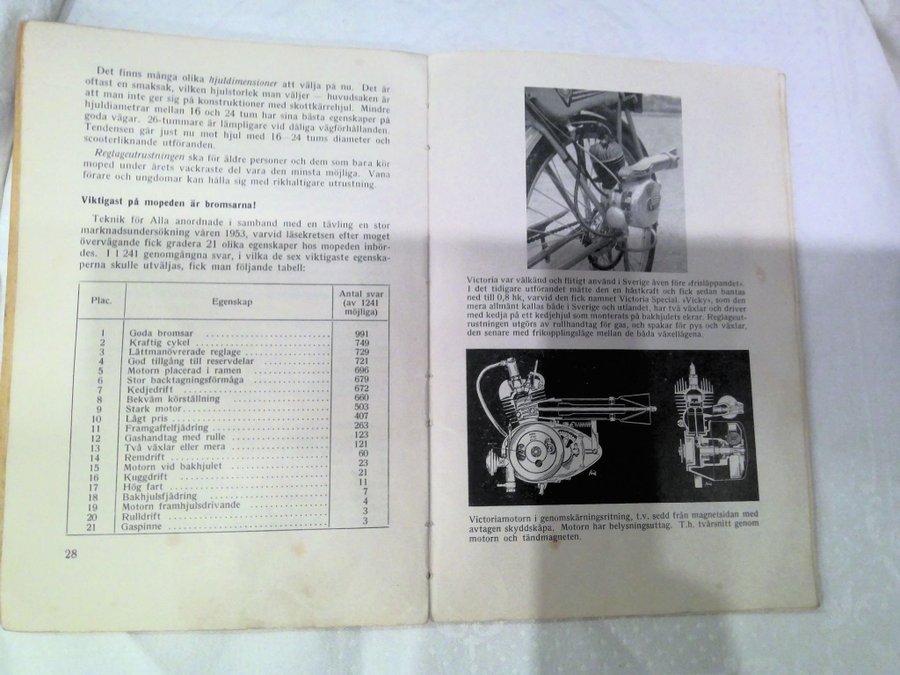 Det finns många olika hjuldimensioner att välja på nu. Det är
oftast en smaksak, vilken hjulstorlek man väljer — huvudsaken är
att man inte ger sig på konstruktioner med skottkärrehjul. Mindre
hjuldiametrar mellan 16 och 24 tum har sina bästa egenskaper på
goda vägar. 26-tummare är lämpligare vid dåliga vägförhållanden.
Tendensen går just nu mot hjul med 16—24 tums diameter och
scooterliknande utföranden.
Reglageutrustningen ska för äldre personer och dem som bara kör
moped under årets vackraste del vara den minsta möjliga. Vana
förare och ungdomar kan hålla sig med rikhaltigare utrustning.
Viktigast på mopeden är bromsarna!
Teknik för Alla anordnade i samband med en tävling en stor
marknadsundersökning våren 1953, varvid läsekretsen efter moget
övervägande fick gradera 21 olika egenskaper hos mopeden inbör-
des. I 1 241 genomgångna svar, i vilka de sex viktigaste egenska-
perna skulle utväljas, fick man följande tabell:
Plac. Egenskap Antal svar
(av 1241
möjliga)
1 Goda bromsar 991
2 Kraftig cykel 749
3 Lättmanövrerade reglage 729
4 God tillgång till reservdelar 721
5 Motorn placerad i ramen 696
6 Stor backtagningsförmåga 679
7 Kedjedrift 672
8 Bekväm körställning 660
9 Stark motor 503
10 Lågt pris 407
11 Framgaffelfjädring 263
12 Gashandtag med rulle 123
13 Två växlar eller mera 121
14 Remdrift 60
15 Motorn vid bakhjulet 23
16 Kuggdrift 21
17 Hög fart 11
18 Bakhjulsfjädring 7
19 Motorn framhjulsdrivande 4
20 Rulldrift 3
21 Gaspinne 3
28
Victoria var välkänd och flitigt använd i Sverige även före »frisläppandet».
I det tidigare utförandet mätte den en hästkraft och fick sedan bantas
ned till 0,8 hk, varvid den fick namnet Victoria Special. »Vicky», som den
mera allmänt kallas både i Sverige och utlandet, har två växlar och driver
med kedja på ett kedjehjul som monterats på bakhjulets ekrar. Reglageut-
rustningen utgörs av rullhandtag för gas, och spakar för pys och växlar,
den senare med frikopplingsläge mellan de båda växellägena.
Victoriamotorn i genomskärningsritning, t.v. sedd från magnetsidan med
avtagen skyddskåpa. Motorn har belysningsuttag. T.h. tvärsnitt genom
motorn och tändmagneten.